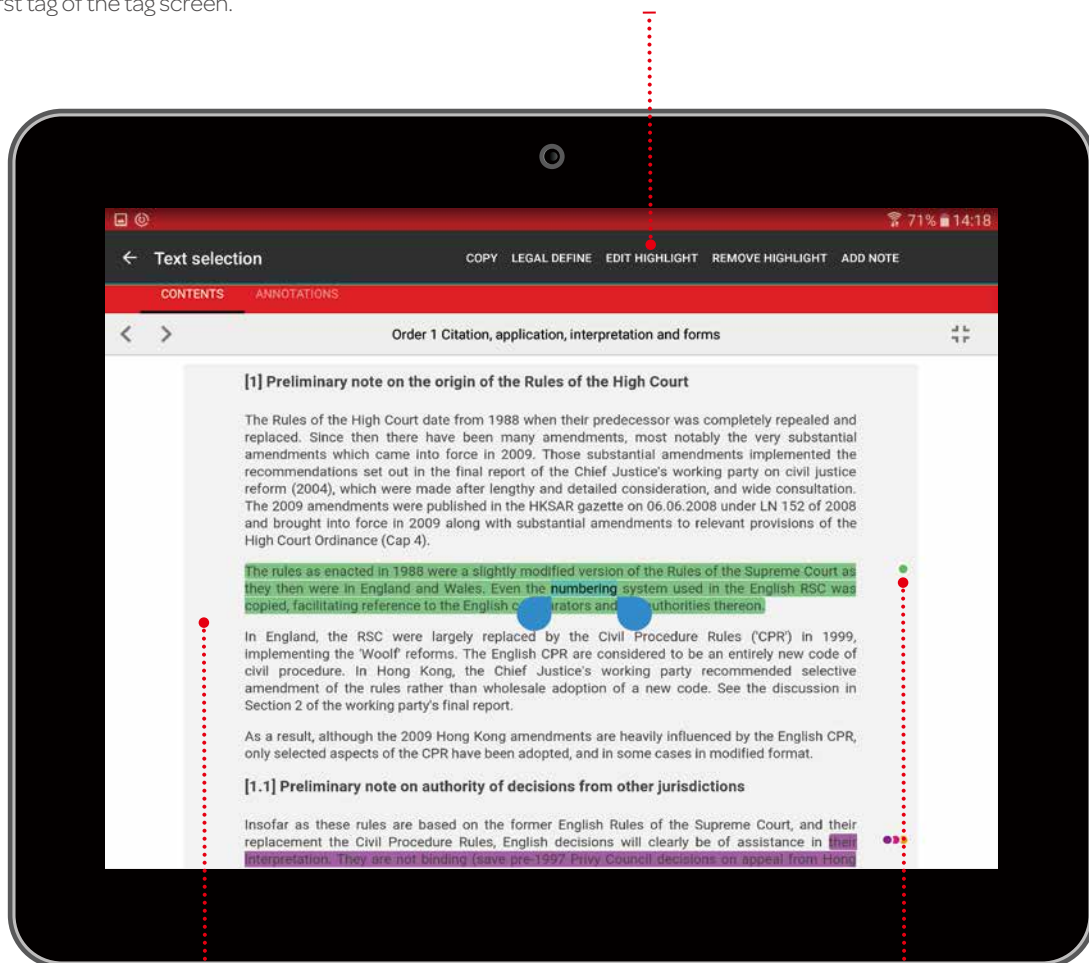 rst tag of the tag screen.
71% 14:18
Text selection COPY LEGAL DEFINE EDIT HIGHLIGHT REMOVE HIGHLIGHT ADD NOTE
CONTENTS ANNOTATIONS
Order 1 Citation, application, interpretation and forms
[1] Preliminary note on the origin of the Rules of the High Court
The Rules of the High Court date from 1988 when their predecessor was completely repealed and
replaced. Since then there have been many amendments, most notably the very substantial
amendments which came into force in 2009. Those substantial amendments implemented the
recommendations set out in the final report of the Chief Justice's working party on civil justice
reform (2004), which were made after lengthy and detailed consideration, and wide consultation.
The 2009 amendments were published in the HKSAR gazette on 06.06.2008 under LN 152 of 2008
and brought into force in 2009 along with substantial amendments to relevant provisions of the
High Court Ordinance (Cap 4).
The rules as enacted in 1988 were a slightly modified version of the Rules of the Supreme Court as
they then were in England and Wales. Even the numbering system used in the English RSC was
copied, facilitating reference to the English c rators and uthorities thereon.
In England, the RSC were largely replaced by the Civil Procedure Rules ('CPR') in 1999,
implementing the 'Woolf' reforms. The English CPR are considered to be an entirely new code of
civil procedure. In Hong Kong, the Chief Justice's working party recommended selective
amendment of the rules rather than wholesale adoption of a new code. See the discussion in
Section 2 of the working party's final report.
As a result, although the 2009 Hong Kong amendments are heavily influenced by the English CPR,
only selected aspects of the CPR have been adopted, and in some cases in modified format.
[1.1] Preliminary note on authority of decisions from other jurisdictions
Insofar as these rules are based on the former English Rules of the Supreme Court, and their
replacement the Civil Procedure Rules, English decisions will clearly be of assistance in their
interpretation. They are not binding (save pre-1997 Privy Council decisions on appeal from Hong